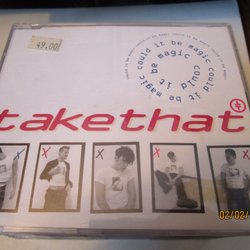 49.00
could it be magic could it be magic could it be magic
takethat
02/02/